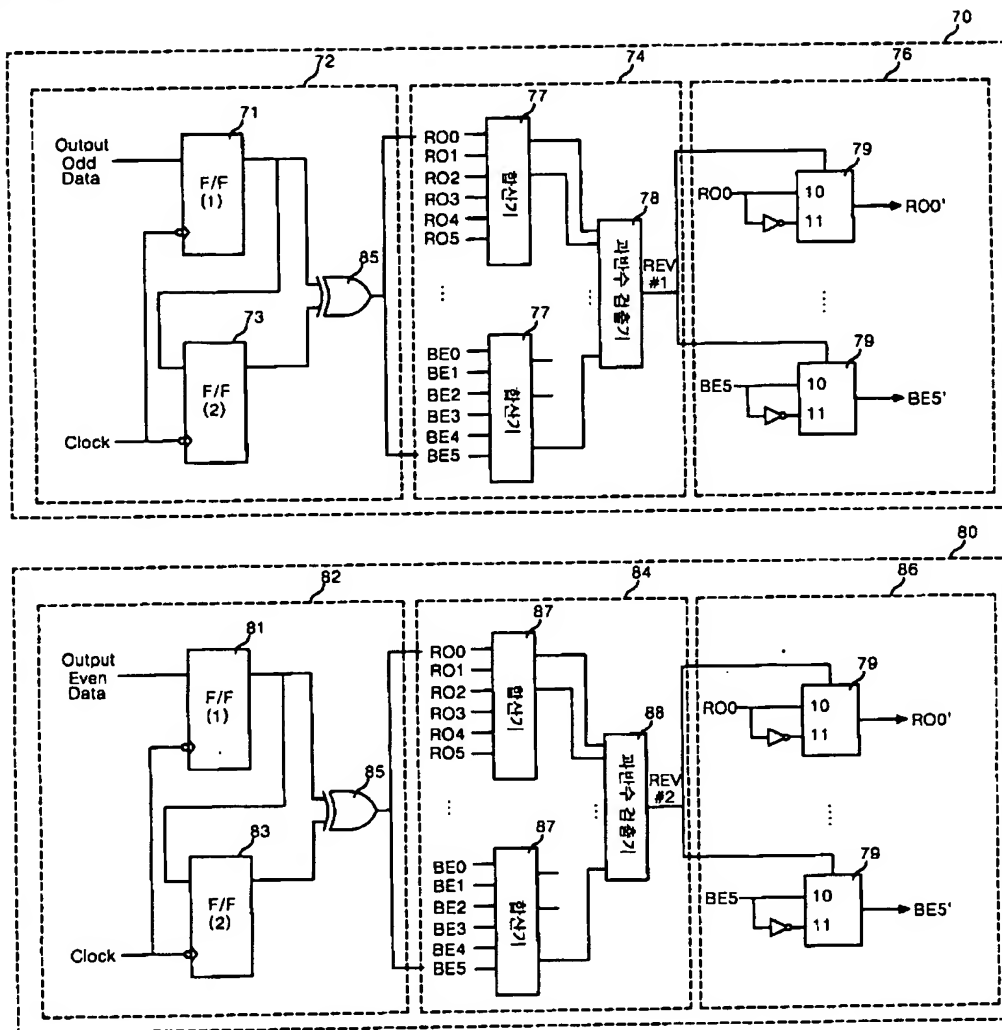 70
72
74
76
71
Outout
Odd
Data
F/F
(1)
85
73
F/F
(2)
Clock
77
RO0
RO1
RO2
RO3
RO4
RO5
합산기
77
BE0
BE1
BE2
BE3
BE4
BE5
합산기
78
과반수 검출기
REV
#1
79
RO0
10
11
RO0'
79
BE5
10
11
BE5'
80
82
84
86
81
Output
Even
Data
F/F
(1)
85
83
F/F
(2)
Clock
87
RO0
RO1
RO2
RO3
RO4
RO5
합산기
87
BE0
BE1
BE2
BE3
BE4
BE5
합산기
88
과반수 검출기
REV
#2
79
RO0
10
11
RO0'
79
BE5
10
11
BE5'